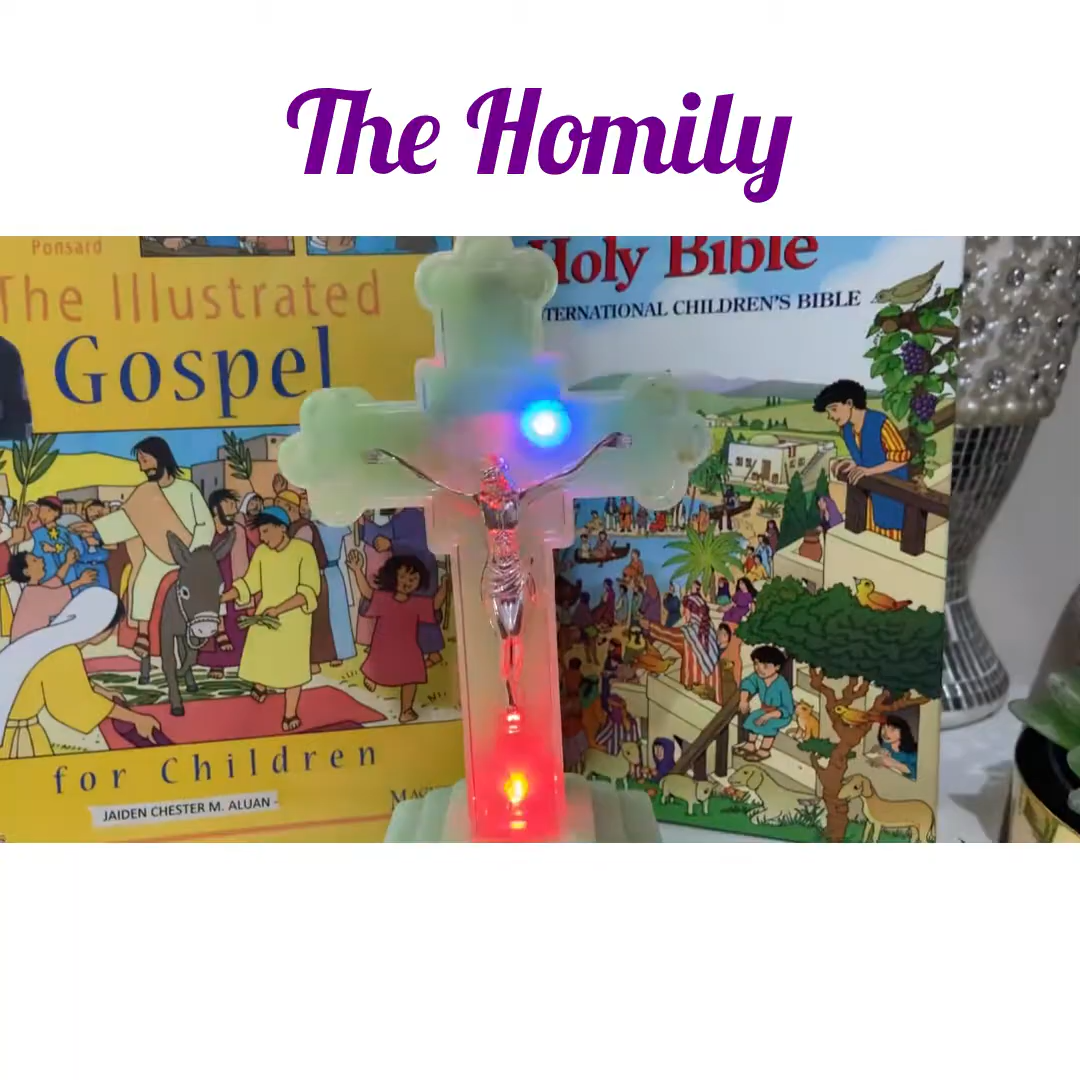 The Homily
Ponsard
The Illustrated
Gospel
for Children
JAIDEN CHESTER M. ALUAN
Holy Bible
INTERNATIONAL CHILDREN'S BIBLE